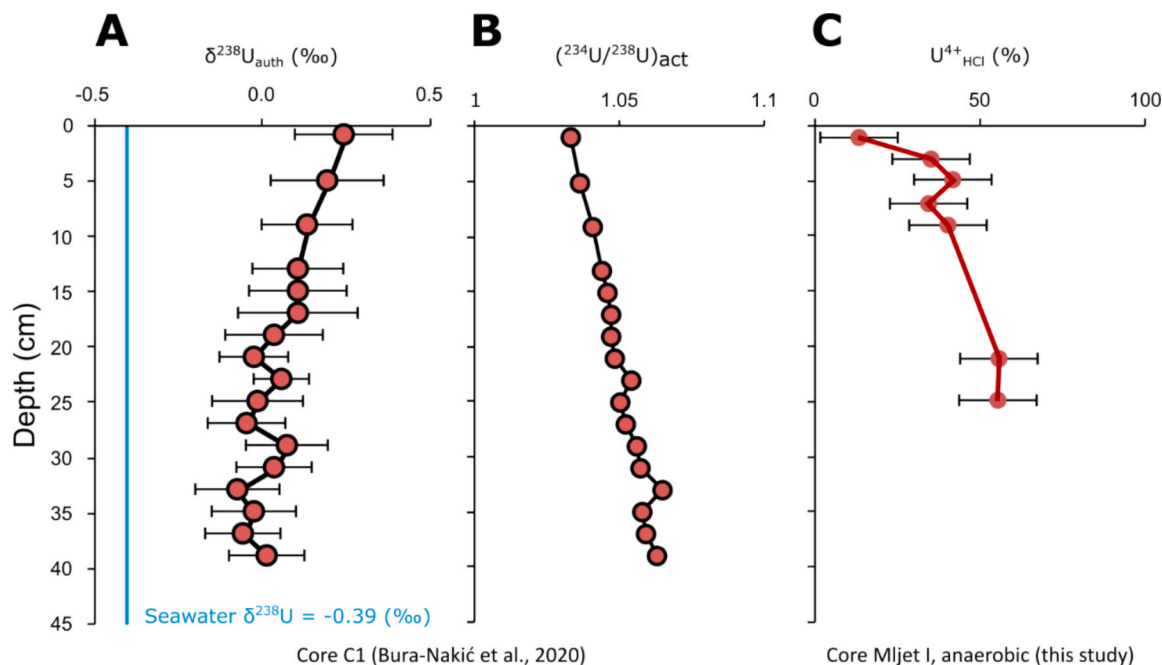 A
B
C
δ²³⁸Uauth (‰)
(²³⁴U/²³⁸U)act
U⁴⁺HCl (%)
-0.5 0.0 0.5
1 1.05 1.1
0 50 100
0
5
10
15
20
25
30
35
40
45
Depth (cm)
Seawater δ²³⁸U = -0.39 (‰)
Core C1 (Bura-Nakić et al., 2020)
Core Mljet I, anaerobic (this study)